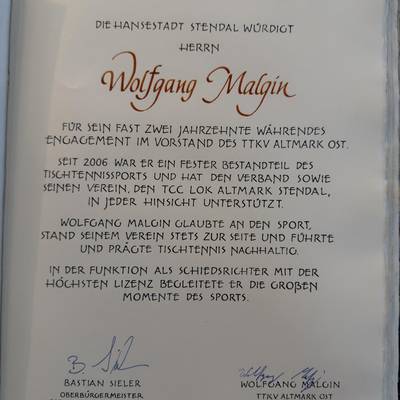 DIE HANSESTADT STENDAL WÜRDIGT
HERRN
Wolfgang Malgin
FÜR SEIN FAST ZWEI JAHRZEHNTE WÄHRENDES
ENGAGEMENT IM VORSTAND DES TTKV ALTMARK OST.
SEIT 2006 WAR ER EIN FESTER BESTANDTEIL DES
TISCHTENNISSPORTS UND HAT DEN VERBAND SOWIE
SEINEN VEREIN, DEN TCC LOK ALTMARK STENDAL,
IN JEDER HINSICHT UNTERSTÜTZT.
WOLFGANG MALGIN GLAUBTE AN DEN SPORT,
STAND SEINEM VEREIN STETS ZUR SEITE UND FÜHRTE
UND PRÄGTE TISCHTENNIS NACHHALTIG.
IN DER FUNKTION ALS SCHIEDSRICHTER MIT DER
HÖCHSTEN LIZENZ BEGLEITETE ER DIE GROẞEN
MOMENTE DES SPORTS.
BASTIAN SIELER
OBERBÜRGERMEISTER
WOLFGANG MALGIN
TTKV ALTMARK OST